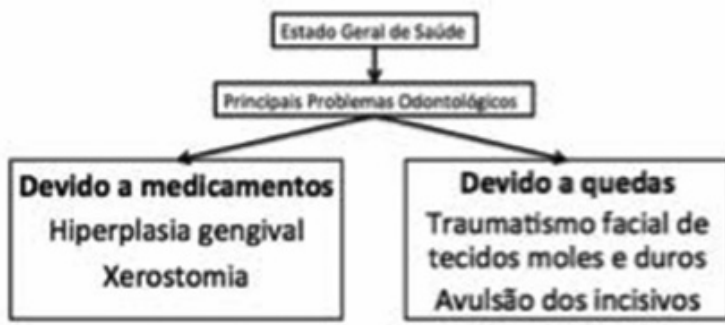 Estado Geral de Saúde
Principais Problemas Odontológicos
Devido a medicamentos
Hiperplasia gengival
Xerostomia
Devido a quedas
Traumatismo facial de
tecidos moles e duros
Avulsão dos incisivos